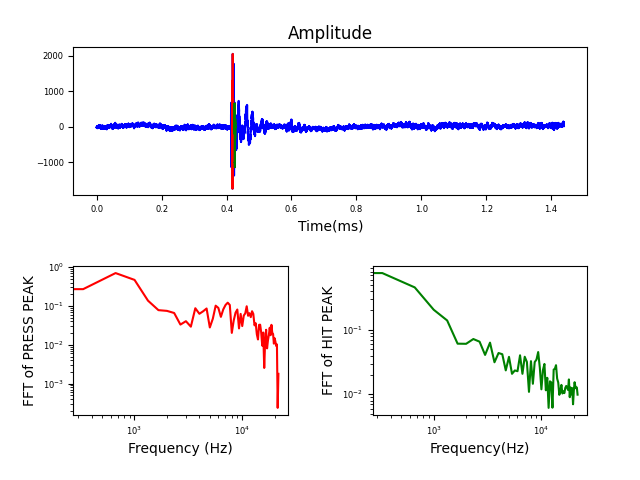 Amplitude
2000
1000
0
−1000
0.0 0.2 0.4 0.6 0.8 1.0 1.2 1.4
Time(ms)
FFT of PRESS PEAK
10⁰
10⁻¹
10⁻²
10⁻³
10³ 10⁴
Frequency (Hz)
FFT of HIT PEAK
10⁻¹
10⁻²
10³ 10⁴
Frequency(Hz)